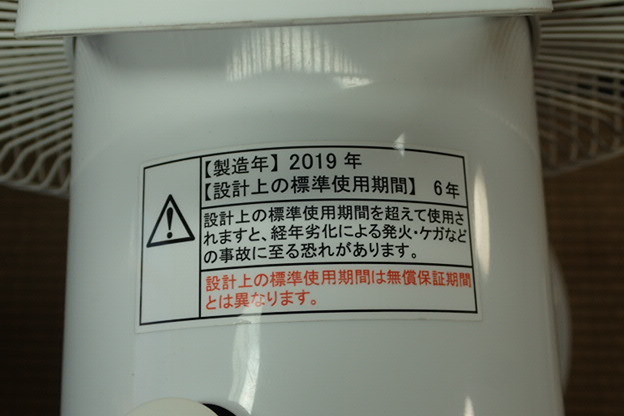 【製造年】 2019 年
【設計上の標準使用期間】 6年
設計上の標準使用期間を超えて使用さ
れますと、経年劣化による発火・ケガなど
の事故に至る恐れがあります。
設計上の標準使用期間は無償保証期間
とは異なります。